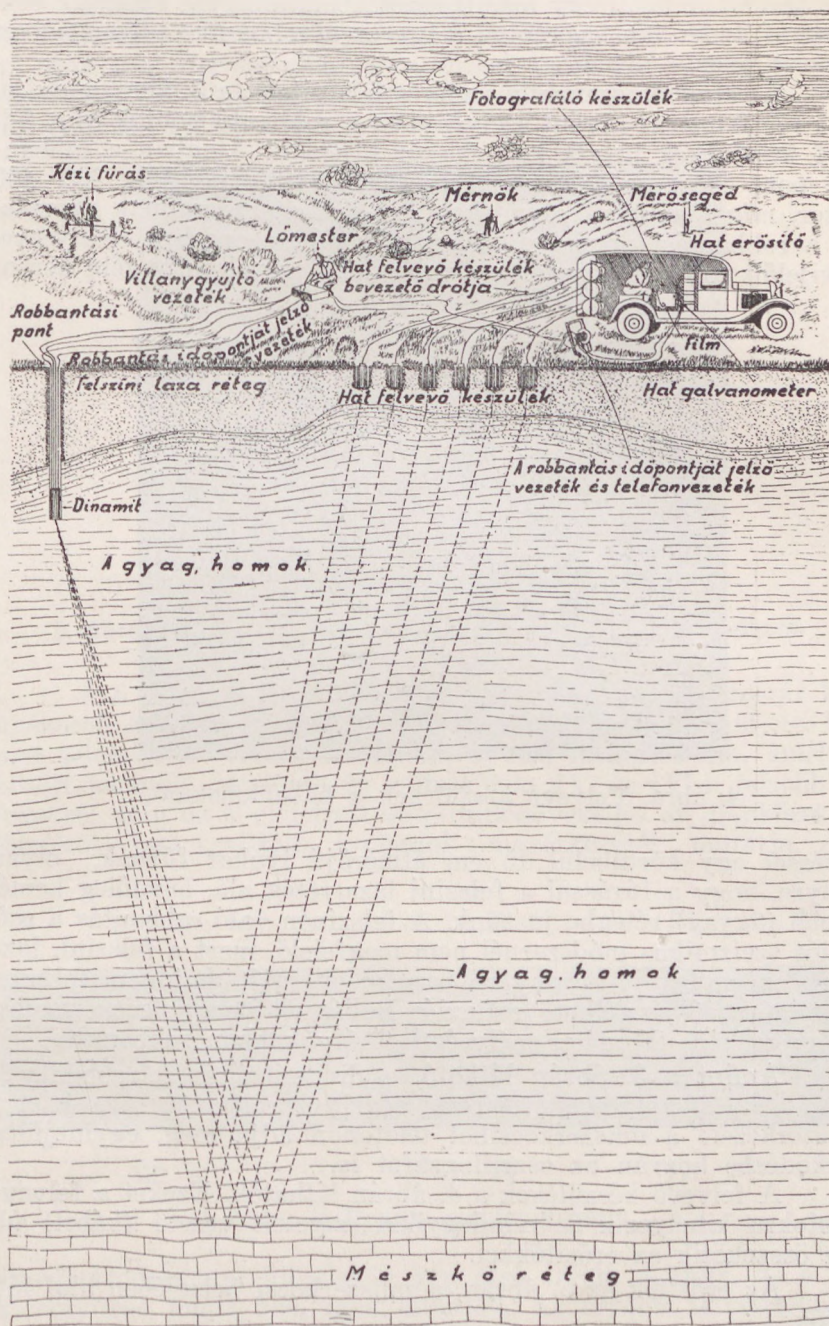 Fotografáló készülék
Kézi fúrás
Mérnök
Mérősegéd
Lőmester
Hat erősítő
Villanygyujtó
vezeték
Hat felvevő készülék
bevezető drótja
Robbantási
pont
Robbantás időpontját jelző
vezeték
film
felszíni laza réteg
Hat felvevő készülék
Hat galvanometer
A robbantás időpontját jelző
vezeték és telefonvezeték
Dinamit
Agyag, homok
Agyag, homok
Mészkő réteg